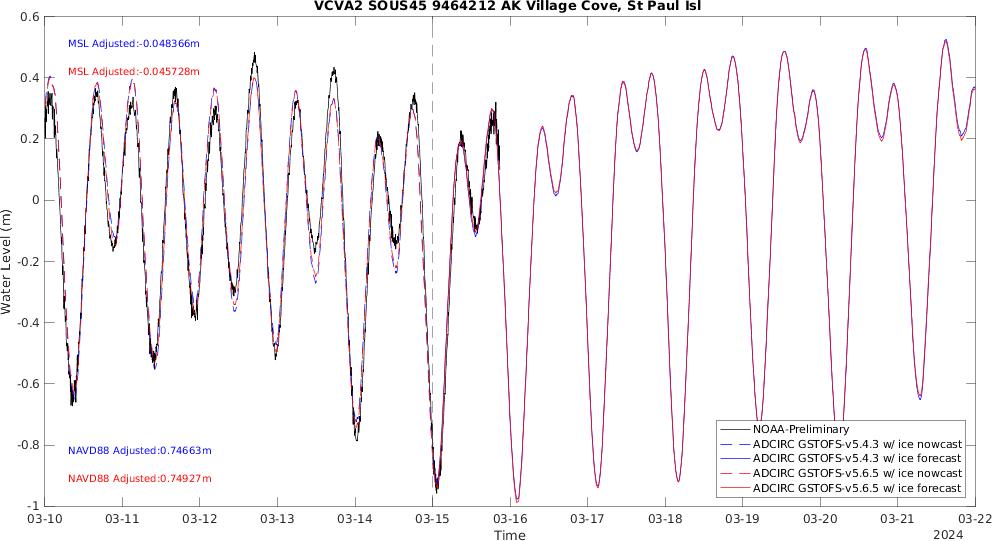 VCVA2 SOUS45 9464212 AK Village Cove, St Paul Isl
0.6
0.4
0.2
0
-0.2
-0.4
-0.6
-0.8
-1
Water Level (m)
MSL Adjusted:-0.048366m
MSL Adjusted:-0.045728m
NAVD88 Adjusted:0.74663m
NAVD88 Adjusted:0.74927m
NOAA-Preliminary
ADCIRC GSTOFS-v5.4.3 w/ ice nowcast
ADCIRC GSTOFS-v5.4.3 w/ ice forecast
ADCIRC GSTOFS-v5.6.5 w/ ice nowcast
ADCIRC GSTOFS-v5.6.5 w/ ice forecast
03-10 03-11 03-12 03-13 03-14 03-15 03-16 03-17 03-18 03-19 03-20 03-21 03-22
Time
2024